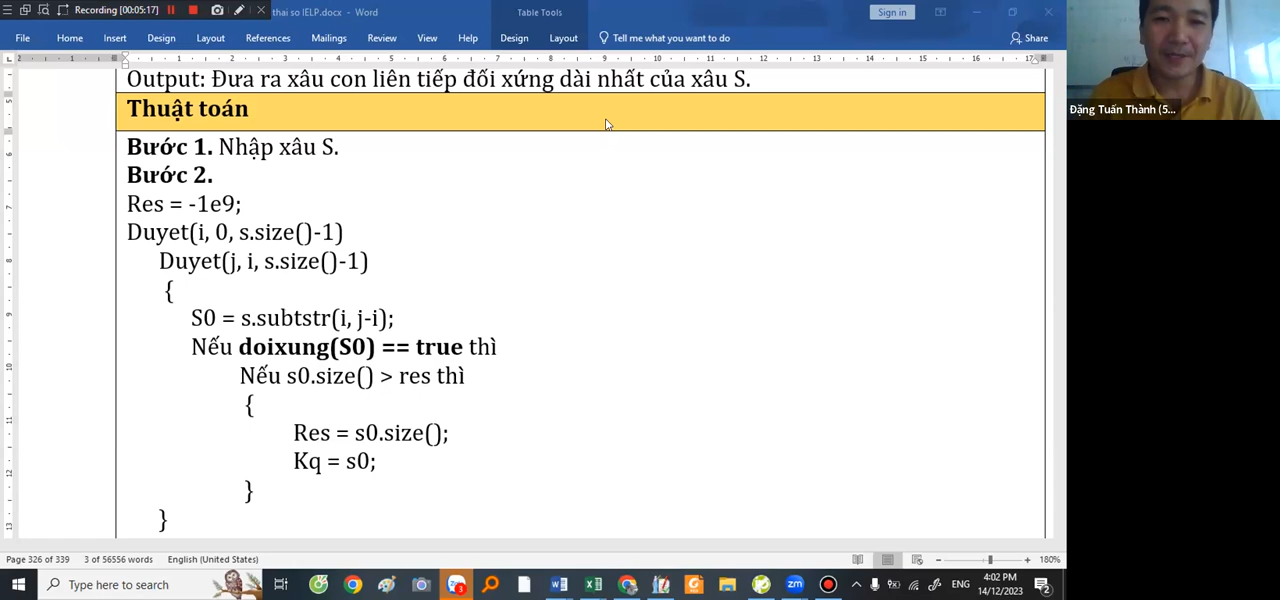 Recording [00:05:17]
thai so IELP.docx - Word
Table Tools
Sign in
File Home Insert Design Layout References Mailings Review View Help Design Layout Tell me what you want to do
Share
Output: Đưa ra xâu con liên tiếp đối xứng dài nhất của xâu S.
Thuật toán
Bước 1. Nhập xâu S.
Bước 2.
Res = -1e9;
Duyet(i, 0, s.size()-1)
Duyet(j, i, s.size()-1)
{
S0 = s.subtstr(i, j-i);
Nếu doixung(S0) == true thì
Nếu s0.size() > res thì
{
Res = s0.size();
Kq = s0;
}
}
Đặng Tuấn Thành (5...
Page 326 of 339 3 of 56556 words English (United States)
180%
Type here to search
ENG
4:02 PM
14/12/2023